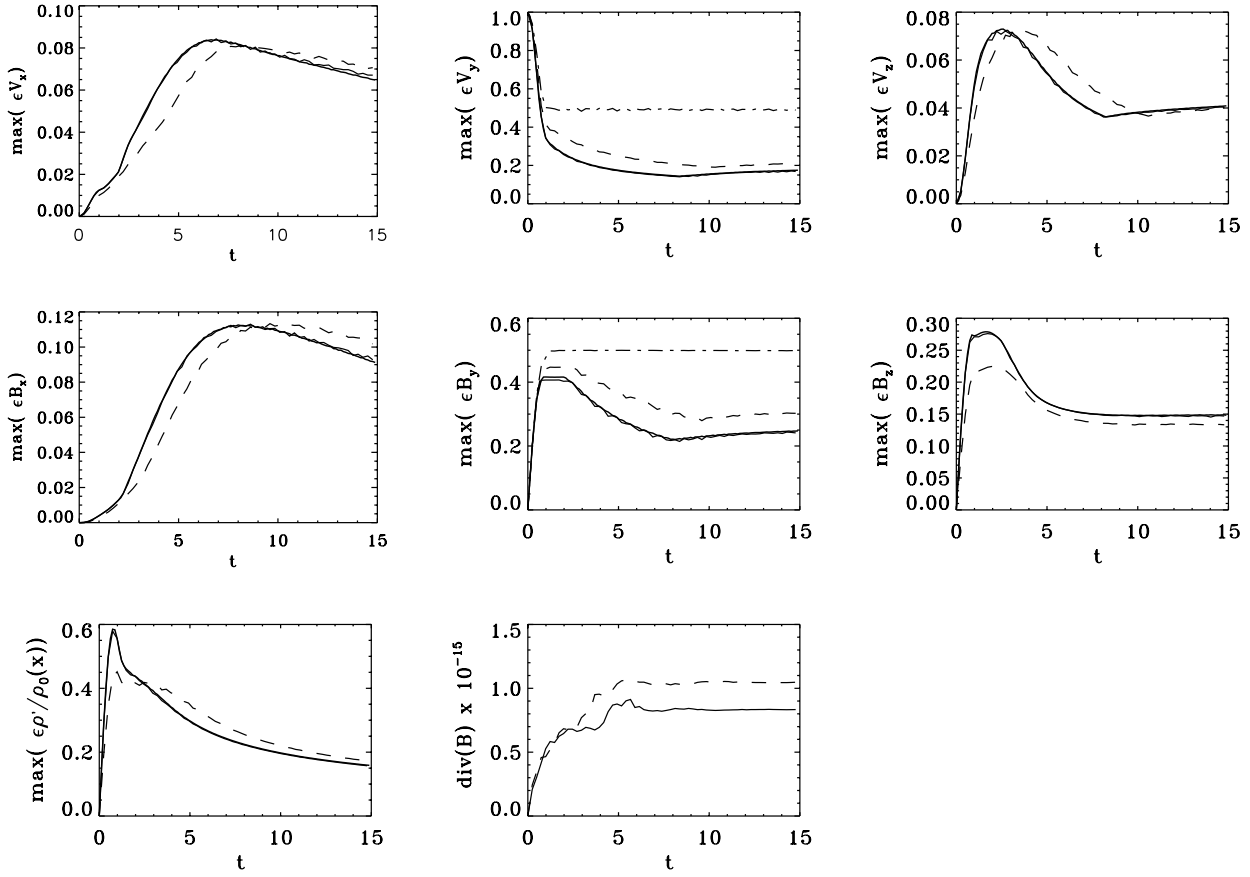 max( ϵV_x)
0.10
0.08
0.06
0.04
0.02
0.00
0 5 10 15
t
max( ϵV_y)
1.0
0.8
0.6
0.4
0.2
0.0
0 5 10 15
t
max( ϵV_z)
0.08
0.06
0.04
0.02
0.00
0 5 10 15
t
max( ϵB_x)
0.12
0.10
0.08
0.06
0.04
0.02
0.00
0 5 10 15
t
max( ϵB_y)
0.6
0.4
0.2
0.0
0 5 10 15
t
max( ϵB_z)
0.30
0.25
0.20
0.15
0.10
0.05
0.00
0 5 10 15
t
max( ϵρ'/ρ₀(x))
0.6
0.4
0.2
0.0
0 5 10 15
t
div(B) x 10⁻¹⁵
1.5
1.0
0.5
0.0
0 5 10 15
t